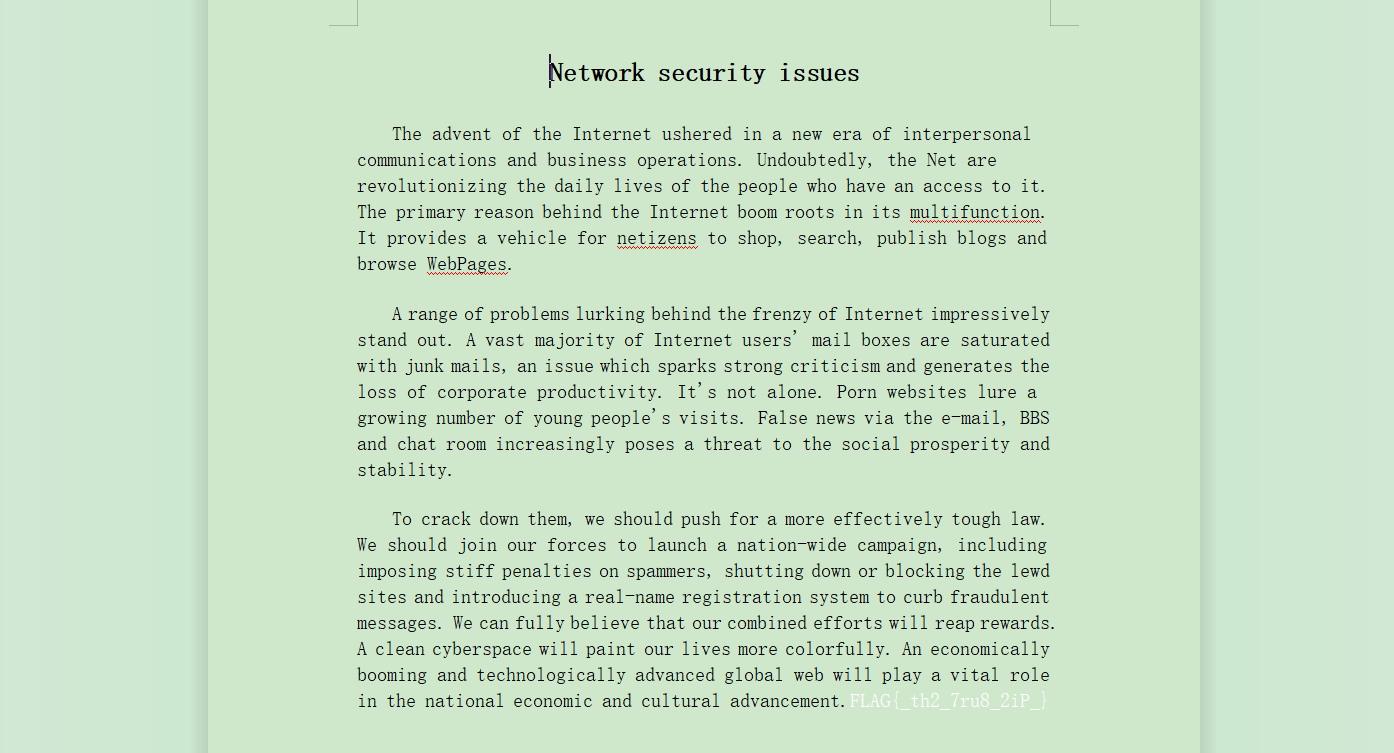 Network security issues
The advent of the Internet ushered in a new era of interpersonal
communications and business operations. Undoubtedly, the Net are
revolutionizing the daily lives of the people who have an access to it.
The primary reason behind the Internet boom roots in its multifunction.
It provides a vehicle for netizens to shop, search, publish blogs and
browse WebPages.
A range of problems lurking behind the frenzy of Internet impressively
stand out. A vast majority of Internet users’ mail boxes are saturated
with junk mails, an issue which sparks strong criticism and generates the
loss of corporate productivity. It’s not alone. Porn websites lure a
growing number of young people’s visits. False news via the e-mail, BBS
and chat room increasingly poses a threat to the social prosperity and
stability.
To crack down them, we should push for a more effectively tough law.
We should join our forces to launch a nation-wide campaign, including
imposing stiff penalties on spammers, shutting down or blocking the lewd
sites and introducing a real-name registration system to curb fraudulent
messages. We can fully believe that our combined efforts will reap rewards.
A clean cyberspace will paint our lives more colorfully. An economically
booming and technologically advanced global web will play a vital role
in the national economic and cultural advancement.FLAG{_th2_7ru8_2iP_}